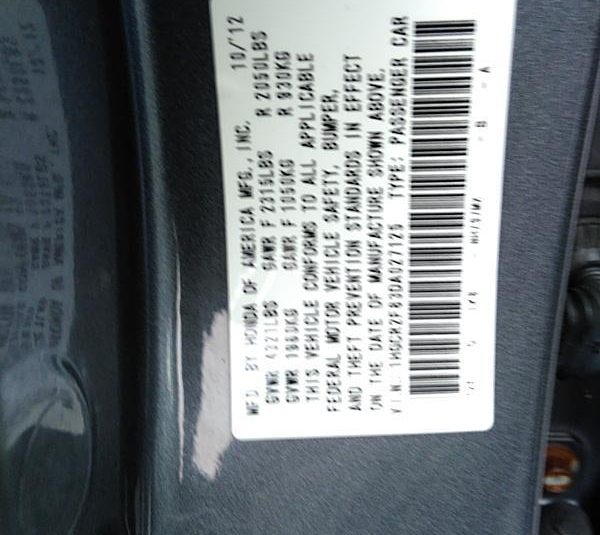 MFD. BY HONDA OF AMERICA MFG., INC. 10/'12
GVWR 4321LBS GAWR F 2315LBS R 2050LBS
GVWR 1960KG GAWR F 1050KG R 930KG
THIS VEHICLE CONFORMS TO ALL APPLICABLE
FEDERAL MOTOR VEHICLE SAFETY, BUMPER,
AND THEFT PREVENTION STANDARDS IN EFFECT
ON THE DATE OF MANUFACTURE SHOWN ABOVE.
V.I.N. 1HGCR2F83DA027125 TYPE: PASSENGER CAR
B A